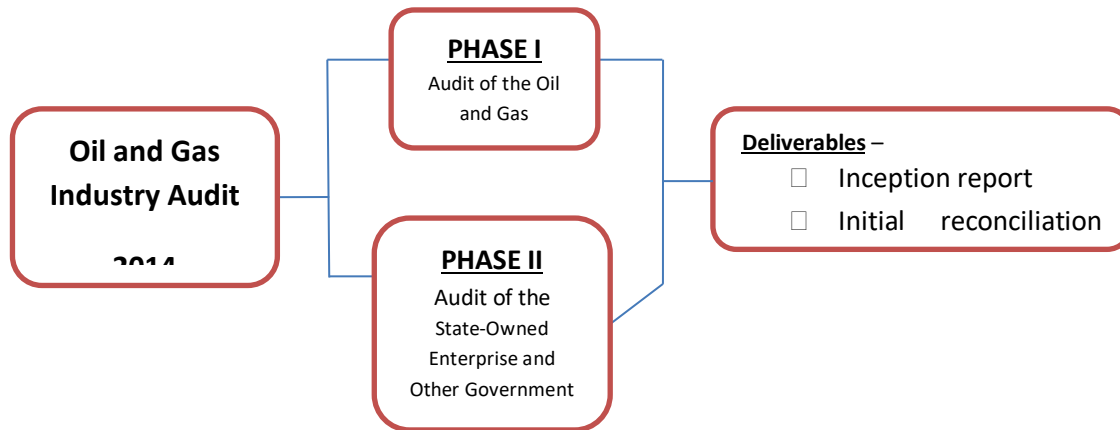 Oil and Gas
Industry Audit
2014
PHASE I
Audit of the Oil
and Gas
PHASE II
Audit of the
State-Owned
Enterprise and
Other Government
Deliverables –
Inception report
Initial reconciliation